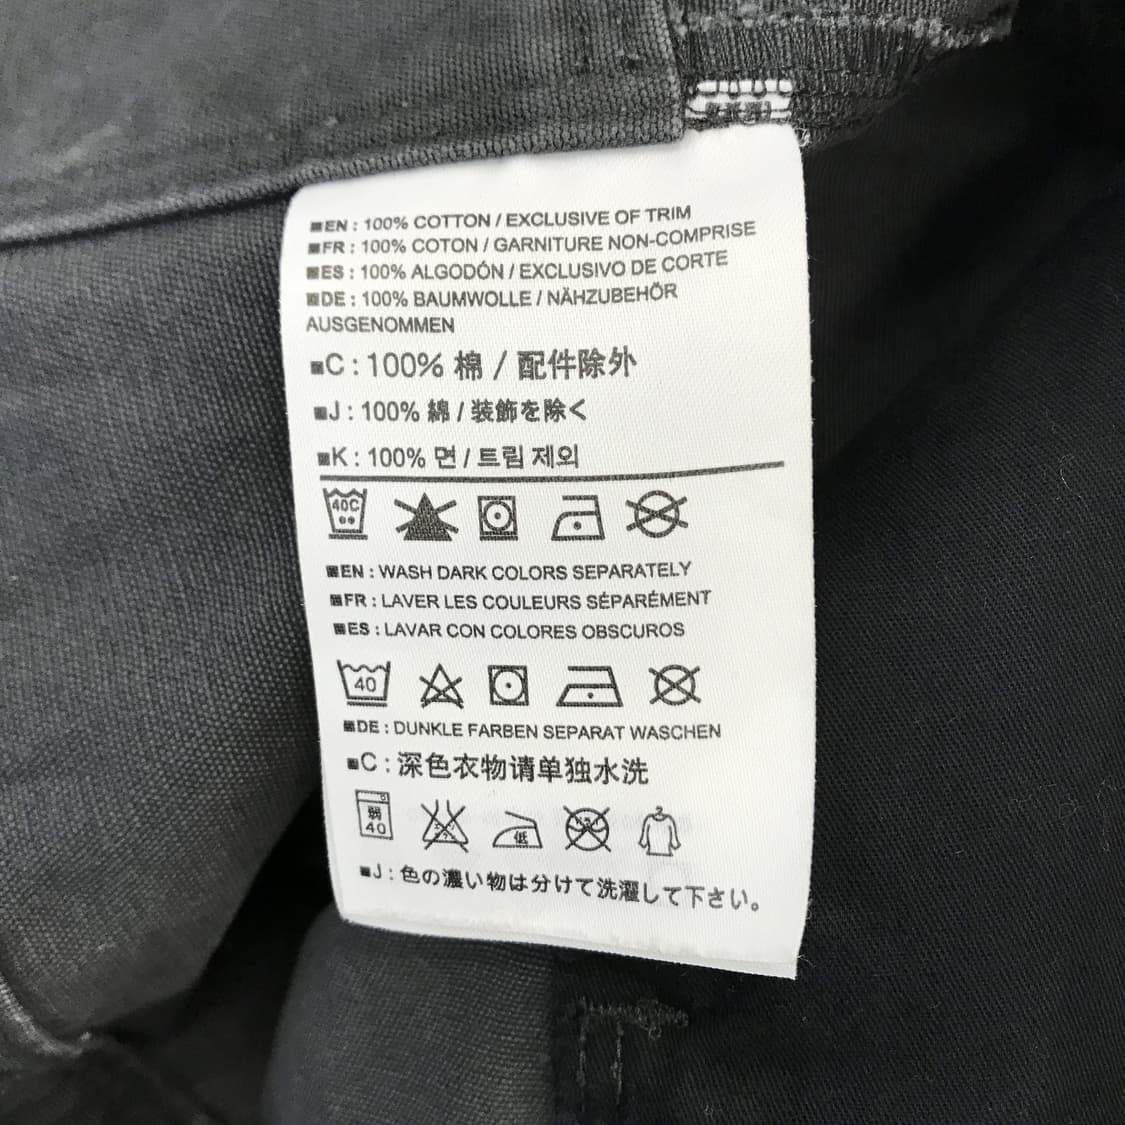 EN : 100% COTTON / EXCLUSIVE OF TRIM
FR : 100% COTON / GARNITURE NON-COMPRISE
ES : 100% ALGODÓN / EXCLUSIVO DE CORTE
DE : 100% BAUMWOLLE / NÄHZUBEHÖR
AUSGENOMMEN
C : 100% 棉 / 配件除外
J : 100% 綿 / 装飾を除く
K : 100% 면 / 트림 제외
40C
EN : WASH DARK COLORS SEPARATELY
FR : LAVER LES COULEURS SÉPARÉMENT
ES : LAVAR CON COLORES OBSCUROS
40
DE : DUNKLE FARBEN SEPARAT WASCHEN
C : 深色衣物请单独水洗
弱
40
低
J : 色の濃い物は分けて洗濯して下さい。